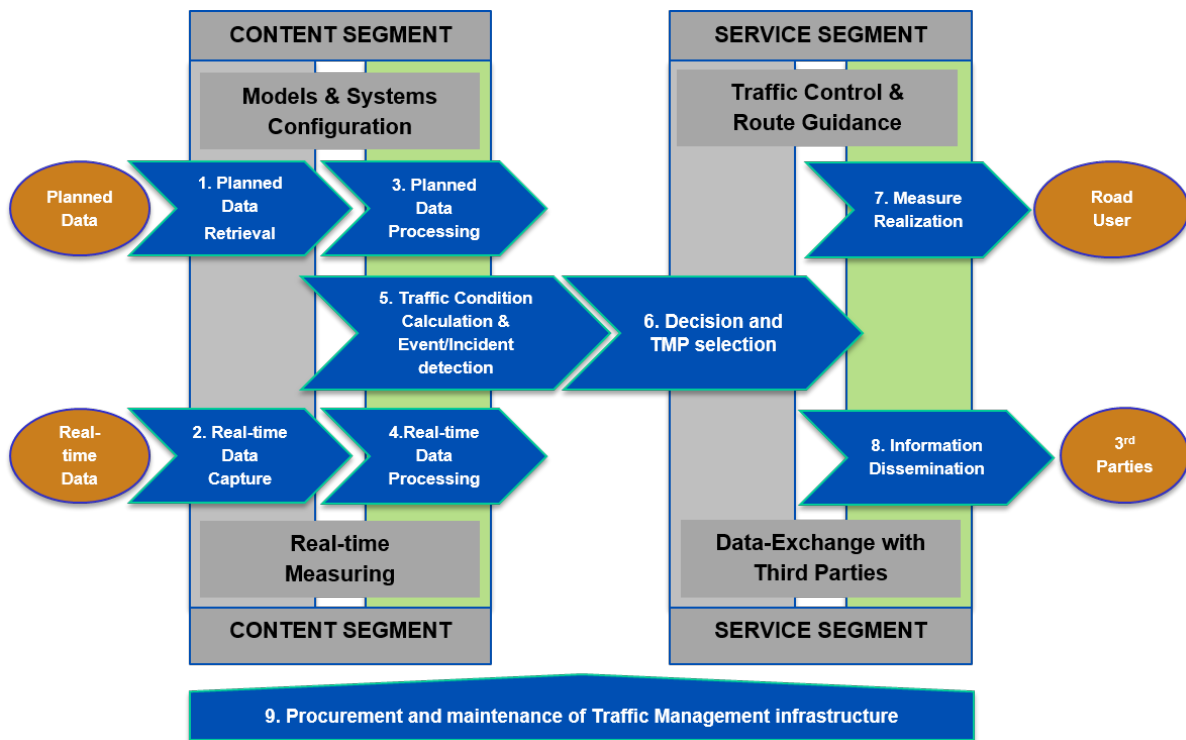 CONTENT SEGMENT
SERVICE SEGMENT
Models & Systems
Configuration
Traffic Control &
Route Guidance
Planned
Data
1. Planned
Data
Retrieval
3. Planned
Data
Processing
7. Measure
Realization
Road
User
5. Traffic Condition
Calculation &
Event/Incident
detection
6. Decision and
TMP selection
Real-
time
Data
2. Real-time
Data
Capture
4.Real-time
Data
Processing
8. Information
Dissemination
3rd
Parties
Real-time
Measuring
Data-Exchange with
Third Parties
CONTENT SEGMENT
SERVICE SEGMENT
9. Procurement and maintenance of Traffic Management infrastructure